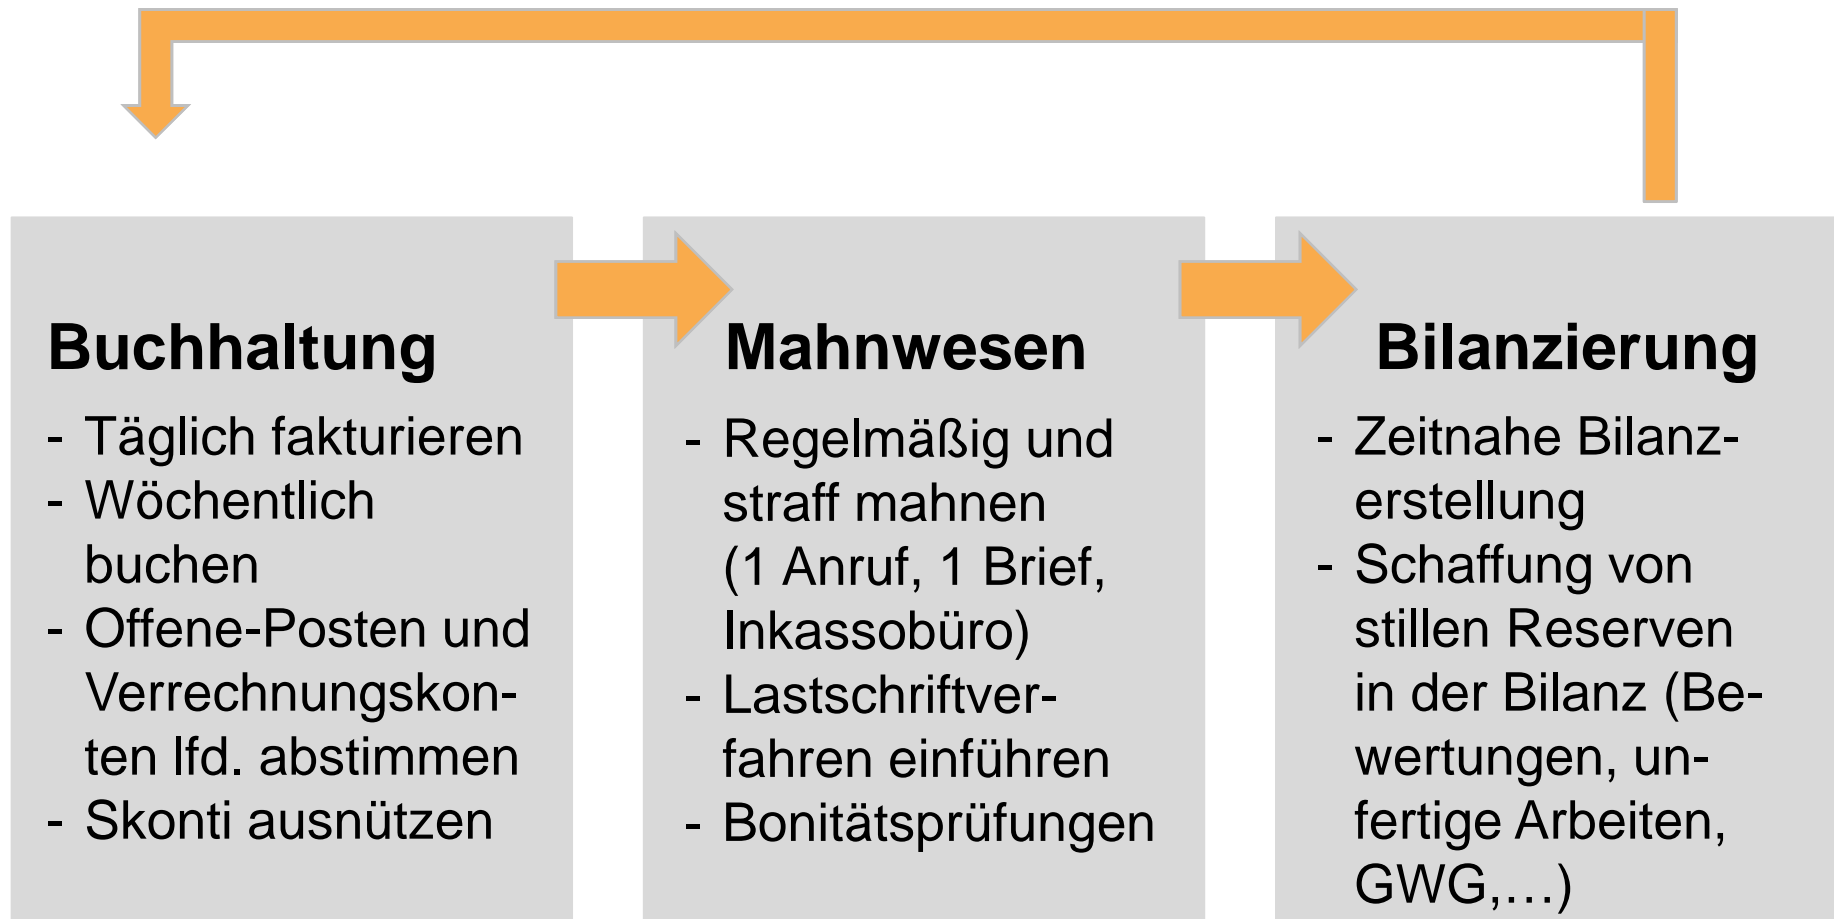 Buchhaltung
- Täglich fakturieren
- Wöchentlich
buchen
- Offene-Posten und
Verrechnungskon-
ten lfd. abstimmen
- Skonti ausnützen
Mahnwesen
- Regelmäßig und
straff mahnen
(1 Anruf, 1 Brief,
Inkassobüro)
- Lastschriftver-
fahren einführen
- Bonitätsprüfungen
Bilanzierung
- Zeitnahe Bilanz-
erstellung
- Schaffung von
stillen Reserven
in der Bilanz (Be-
wertungen, un-
fertige Arbeiten,
GWG,…)